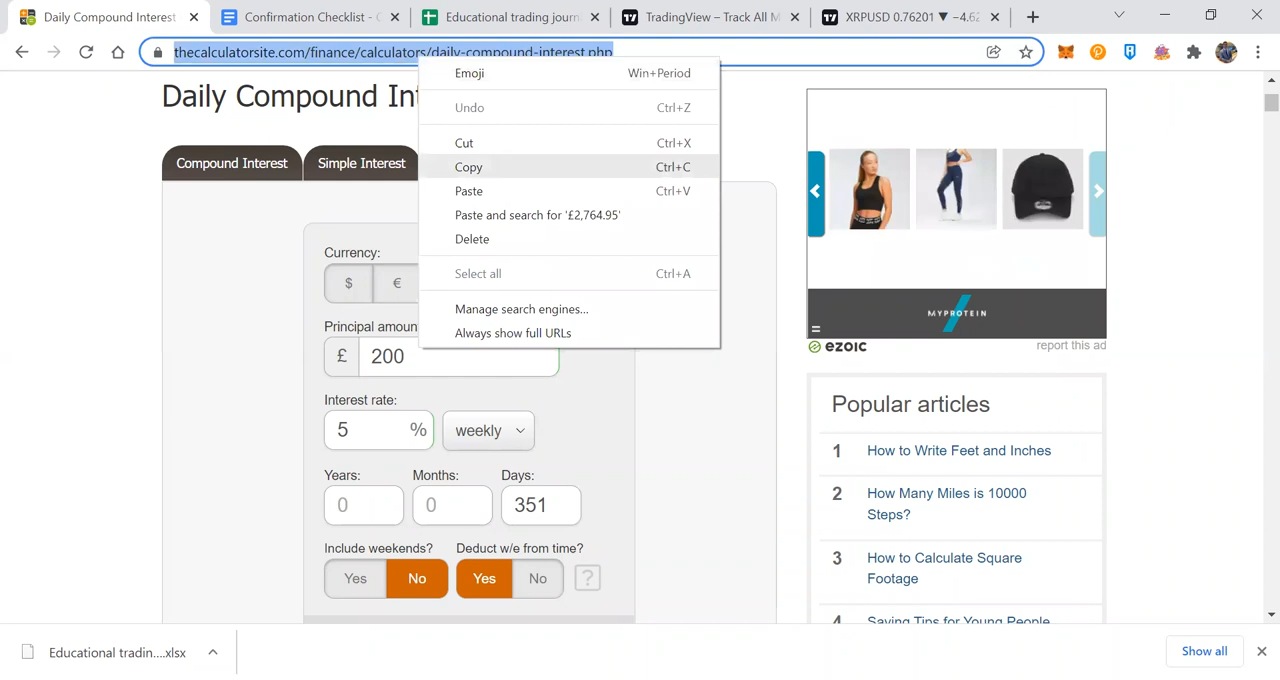 Daily Compound Interest
Confirmation Checklist - C
Educational trading journ
TradingView – Track All M
XRPUSD 0.76201 ▼ −4.62
thecalculatorsite.com/finance/calculators/daily-compound-interest.php
Daily Compound Int
Compound Interest
Simple Interest
Emoji Win+Period
Undo Ctrl+Z
Cut Ctrl+X
Copy Ctrl+C
Paste Ctrl+V
Paste and search for '£2,764.95'
Delete
Select all Ctrl+A
Manage search engines...
Always show full URLs
Currency:
$ €
Principal amoun
£ 200
Interest rate:
5 % weekly
Years: Months: Days:
0 0 351
Include weekends? Deduct w/e from time?
Yes No Yes No ?
MYPROTEIN
ezoic report this ad
Popular articles
1 How to Write Feet and Inches
2 How Many Miles is 10000
Steps?
3 How to Calculate Square
Footage
4 Saving Tips for Young People
Educational tradin....xlsx
Show all